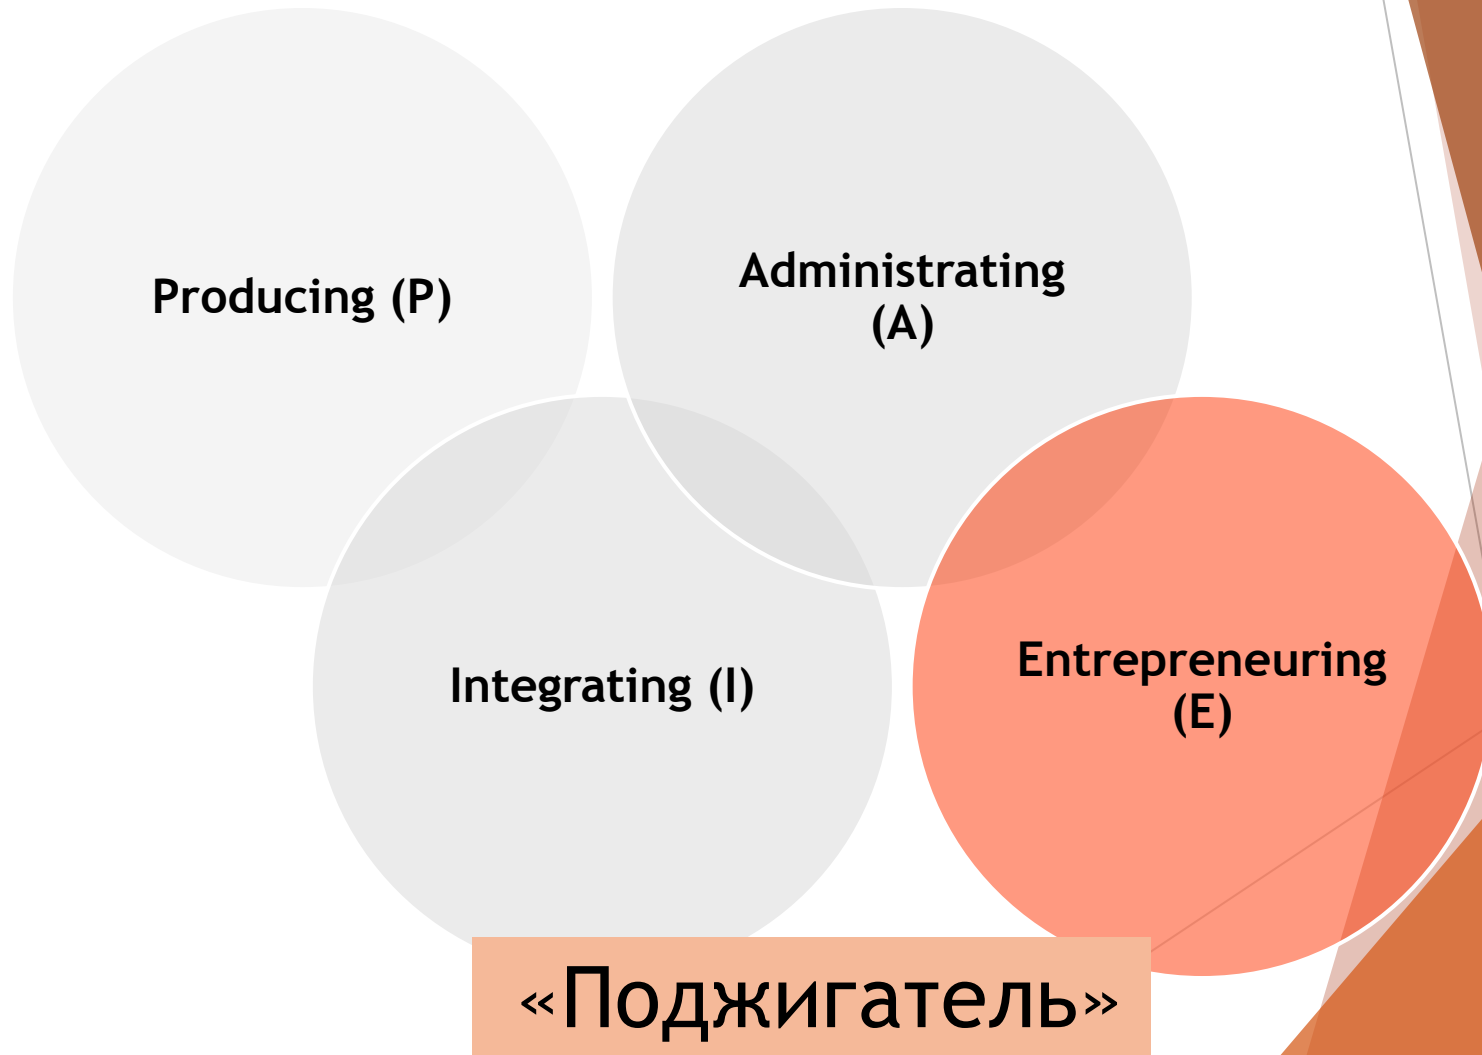 Producing (P)
Administrating
(A)
Integrating (I)
Entrepreneuring
(E)
«Поджигатель»